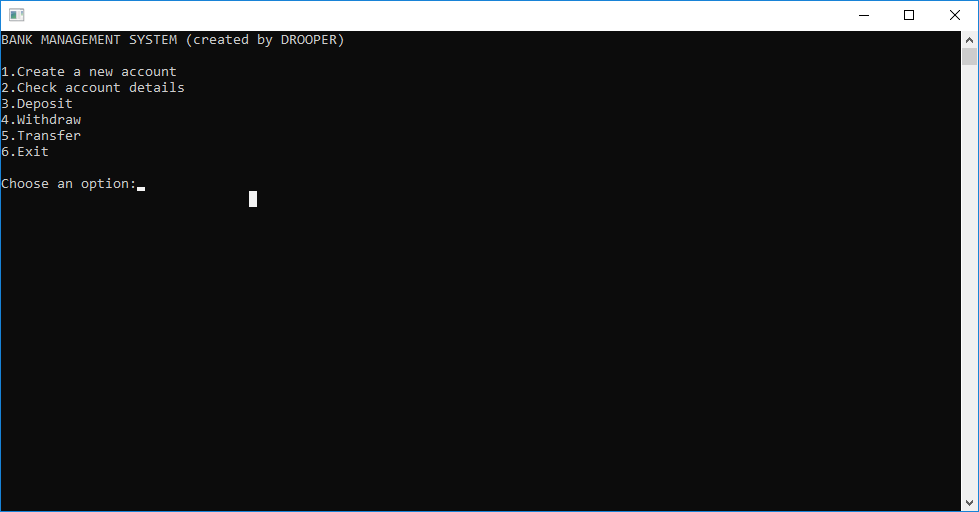 BANK MANAGEMENT SYSTEM (created by DROOPER)
1.Create a new account
2.Check account details
3.Deposit
4.Withdraw
5.Transfer
6.Exit
Choose an option: